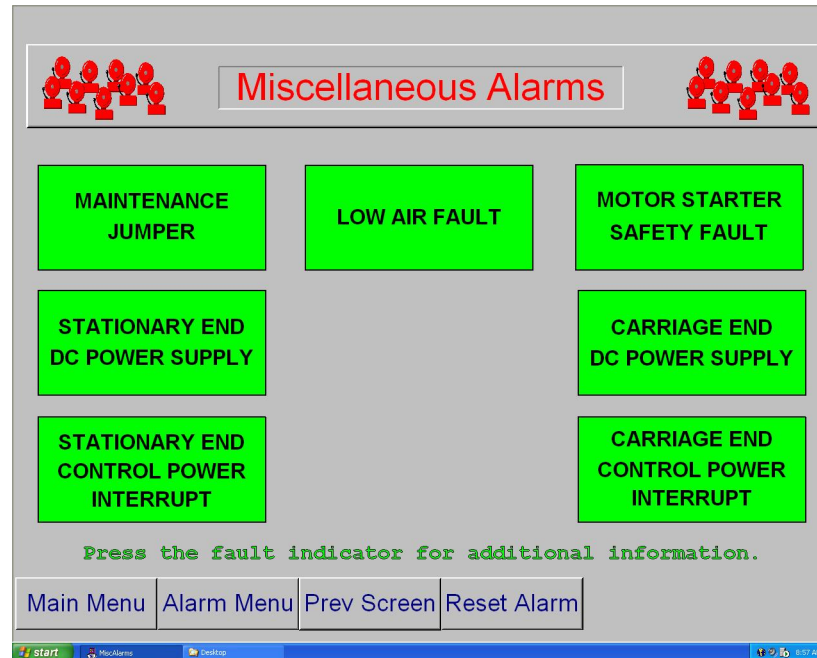 Miscellaneous Alarms
MAINTENANCE
JUMPER
LOW AIR FAULT
MOTOR STARTER
SAFETY FAULT
STATIONARY END
DC POWER SUPPLY
CARRIAGE END
DC POWER SUPPLY
STATIONARY END
CONTROL POWER
INTERRUPT
CARRIAGE END
CONTROL POWER
INTERRUPT
Press the fault indicator for additional information.
Main Menu
Alarm Menu
Prev Screen
Reset Alarm
start
MiscAlarms
Desktop
8:57 A